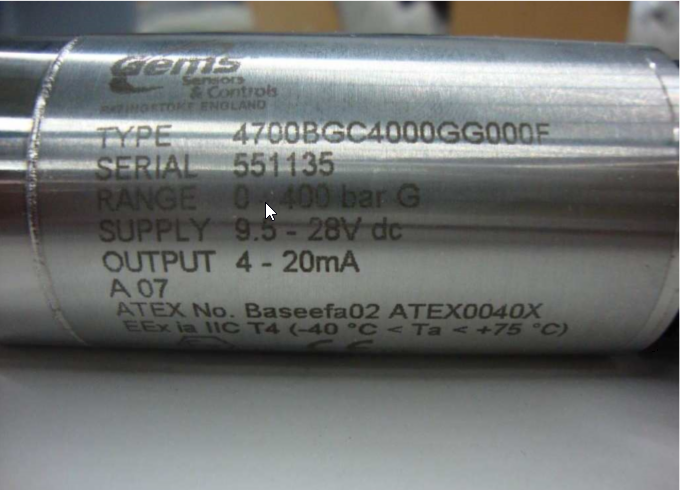 Gems
Sensors
& Controls
BASINGSTOKE ENGLAND
TYPE 4700BGC4000GG000F
SERIAL 551135
RANGE 0 - 400 bar G
SUPPLY 9.5 - 28V dc
OUTPUT 4 - 20mA
A 07
ATEX No. Baseefa02 ATEX0040X
EEx ia IIC T4 (-40 °C < Ta < +75 °C)
CE